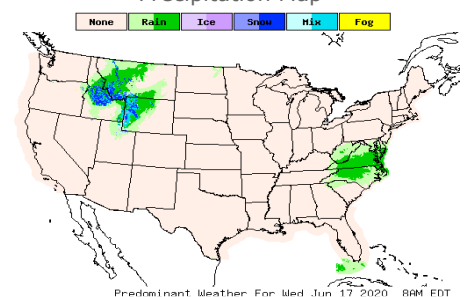 Precipitation Map
None Rain Ice Snow Mix Fog
Predominant Weather For Wed Jun 17 2020 8AM EDT